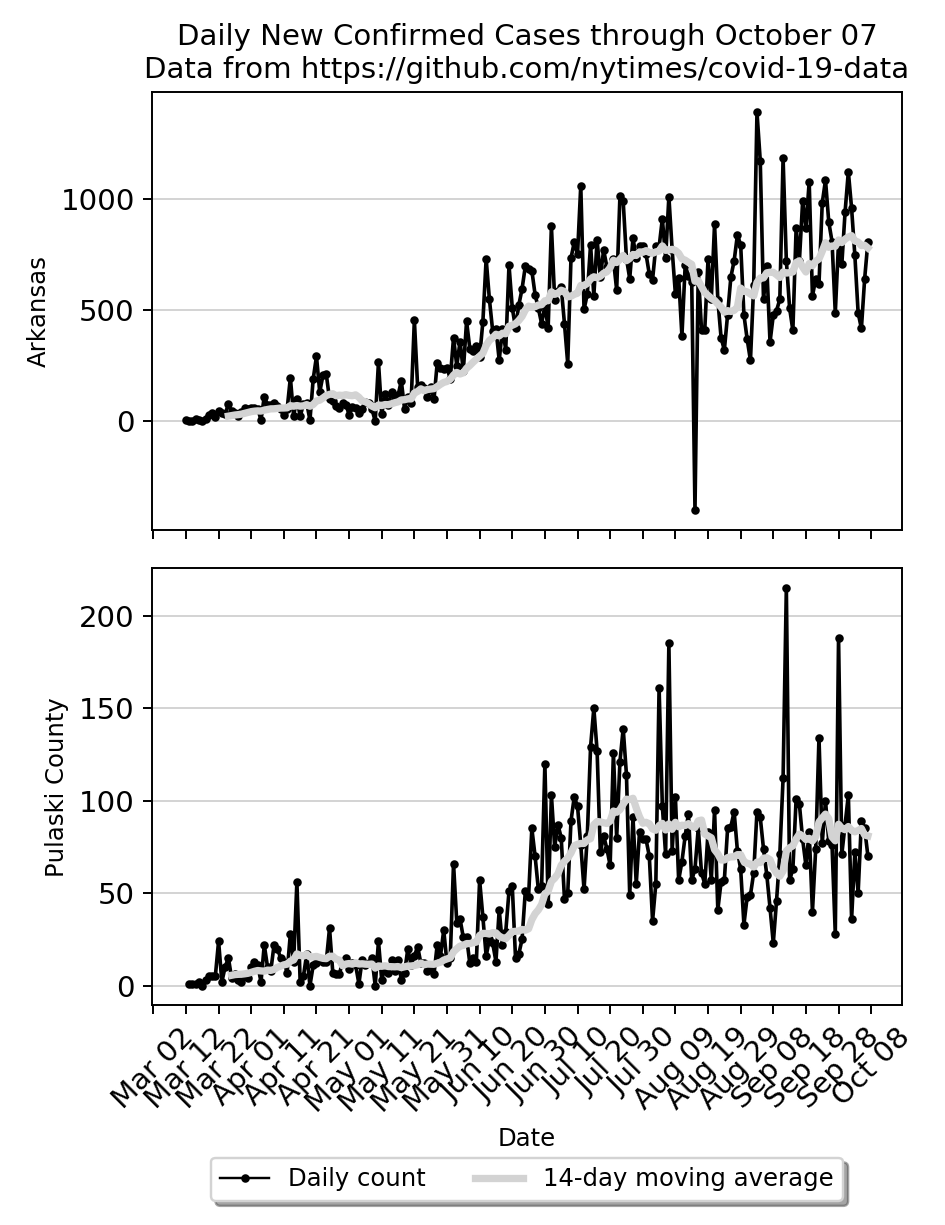 Daily New Confirmed Cases through October 07
Data from https://github.com/nytimes/covid-19-data
Arkansas
1000
500
0
Pulaski County
200
150
100
50
0
Mar 02
Mar 12
Mar 22
Apr 01
Apr 11
Apr 21
May 01
May 11
May 21
May 31
Jun 10
Jun 20
Jun 30
Jul 10
Jul 20
Jul 30
Aug 09
Aug 19
Aug 29
Sep 08
Sep 18
Sep 28
Oct 08
Date
Daily count
14-day moving average